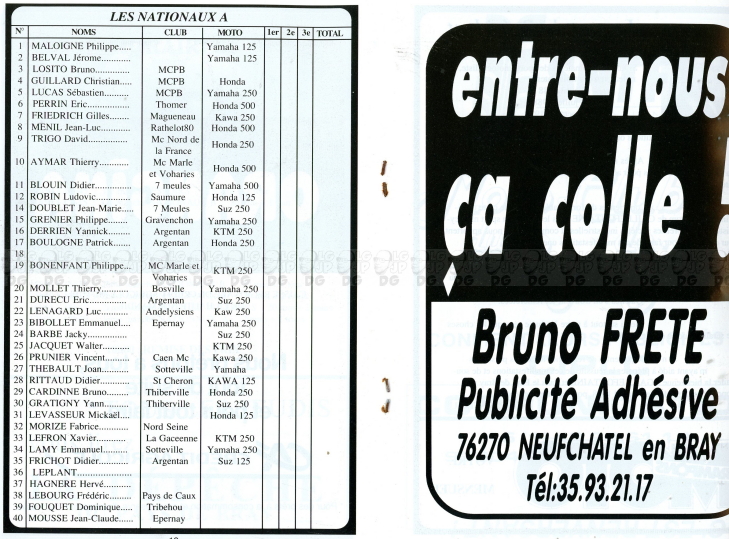 LES NATIONAUX A
N° NOMS CLUB MOTO 1er 2e 3e TOTAL
1 MALOIGNE Philippe..... Yamaha 125
2 BELVAL Jérome............ Yamaha 125
3 LOSITO Bruno.............. MCPB
4 GUILLARD Christian..... MCPB Honda
5 LUCAS Sébastien.......... MCPB Yamaha 250
6 PERRIN Eric................. Thomer Honda 500
7 FRIEDRICH Gilles........ Magueneau Kawa 250
8 MENIL Jean-Luc........... Rathelot80 Honda 500
9 TRIGO David................ Mc Nord de la France Honda 250
10 AYMAR Thierry............ Mc Marle et Voharies Honda 500
11 BLOUIN Didier............. 7 meules Yamaha 500
12 ROBIN Ludovic............. Saumure Honda 125
14 DOUBLET Jean-Marie..... 7 Meules Suz 250
15 GRENIER Philippe........ Gravenchon Yamaha 250
16 DERRIEN Yannick......... Argentan KTM 250
17 BOULOGNE Patrick....... Argentan Honda 250
18
19 BONENFANT Philippe... MC Marle et Voharies KTM 250
20 MOLLET Thierry........... Bosville Yamaha 250
21 DURECU Eric............... Argentan Suz 250
22 LENAGARD Luc........... Andelysiens Kaw 250
23 BIBOLLET Emmanuel.... Epernay Yamaha 250
24 BARBE Jacky................ Suz 250
25 JACQUET Walter........... KTM 250
26 PRUNIER Vincent.......... Caen Mc Kawa 250
27 THEBAULT Joan........... Sotteville Yamaha
28 RITTAUD Didier........... St Cheron KAWA 125
29 CARDINNE Bruno......... Thiberville Honda 250
30 GRATIGNY Yann.......... Thiberville Suz 250
31 LEVASSEUR Mickaël.... Honda 125
32 MORIZE Fabrice............ Nord Seine
33 LEFRON Xavier............. La Gaceenne KTM 250
34 LAMY Emmanuel.......... Sotteville Yamaha 250
35 FRICHOT Didier............ Argentan Suz 125
36 LEPLANT.....................
37 HAGNERE Hervé...........
38 LEBOURG Frédéric........ Pays de Caux
39 FOUQUET Dominique..... Tribehou
40 MOUSSE Jean-Claude..... Epernay
entre-nous
ça colle !
Bruno FRETE
Publicité Adhésive
76270 NEUFCHATEL en BRAY
Tél:35.93.21.17